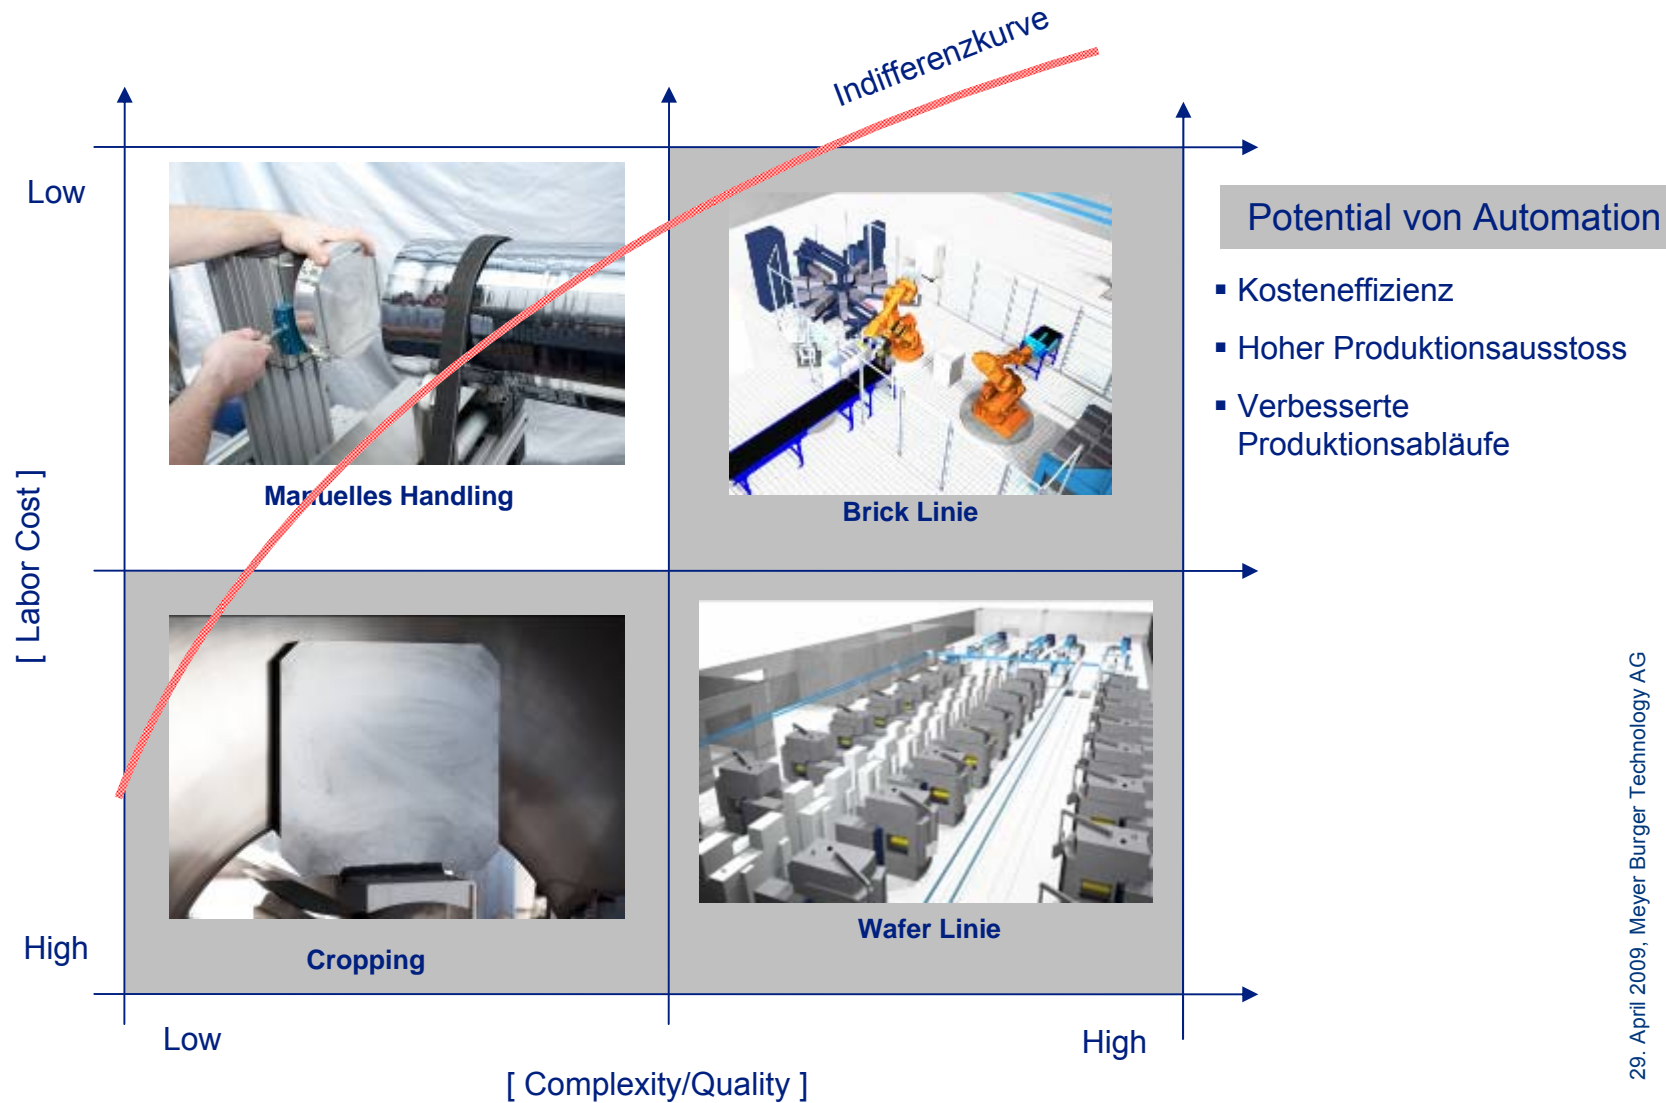 Indifferenzkurve
Low
Potential von Automation
▪ Kosteneffizienz
▪ Hoher Produktionsausstoss
▪ Verbesserte
Produktionsabläufe
[ Labor Cost ]
Manuelles Handling
Brick Linie
High
Cropping
Wafer Linie
Low
High
[ Complexity/Quality ]
29. April 2009, Meyer Burger Technology AG